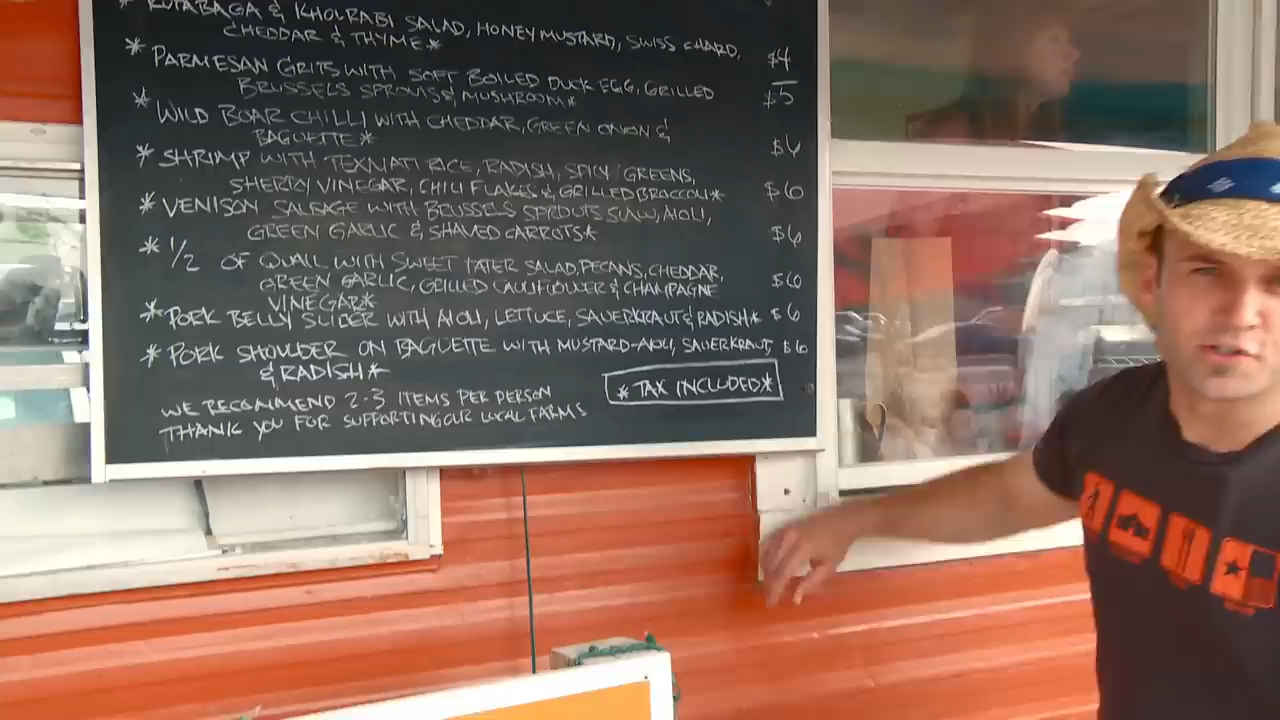 * RUTABAGA & KHOLRABI SALAD, HONEY MUSTARD, SWISS CHARD,
CHEDDAR & THYME* $4
* PARMESAN GRITS WITH SOFT BOILED DUCK EGG, GRILLED
BRUSSELS SPROUTS & MUSHROOM* $5
* WILD BOAR CHILLI WITH CHEDDAR, GREEN ONION &
BAGUETTE* $6
* SHRIMP WITH TEXMATI RICE, RADISH, SPICY GREENS,
SHERRY VINEGAR, CHILI FLAKES & GRILLED BROCCOLI* $6
* VENISON SAUSAGE WITH BRUSSELS SPROUTS SLAW, AIOLI,
GREEN GARLIC & SHAVED CARROTS* $6
* 1/2 OF QUAIL WITH SWEET TATER SALAD, PECANS, CHEDDAR,
GREEN GARLIC, GRILLED CAULIFLOWER & CHAMPAGNE $6
VINEGAR*
* PORK BELLY SLIDER WITH AIOLI, LETTUCE, SAUERKRAUT & RADISH* $6
* PORK SHOULDER ON BAGUETTE WITH MUSTARD-AIOLI, SAUERKRAUT, $6
& RADISH*
* TAX INCLUDED*
WE RECOMMEND 2-3 ITEMS PER PERSON
THANK YOU FOR SUPPORTING OUR LOCAL FARMS